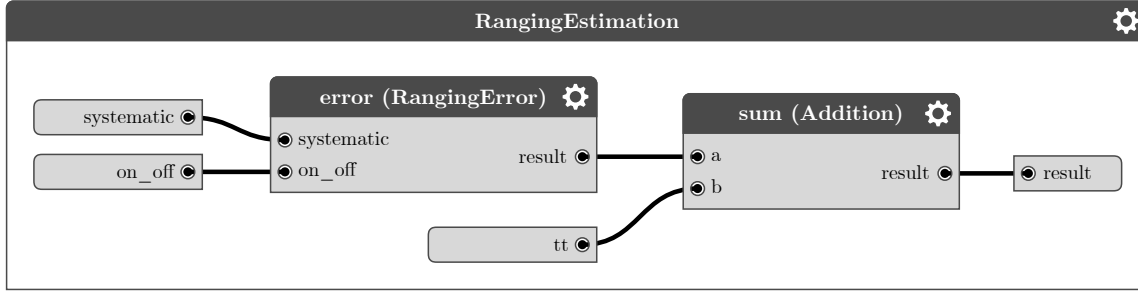 RangingEstimation
error (RangingError)
systematic
on_off
systematic
on_off
result
sum (Addition)
a
b
result
result
tt